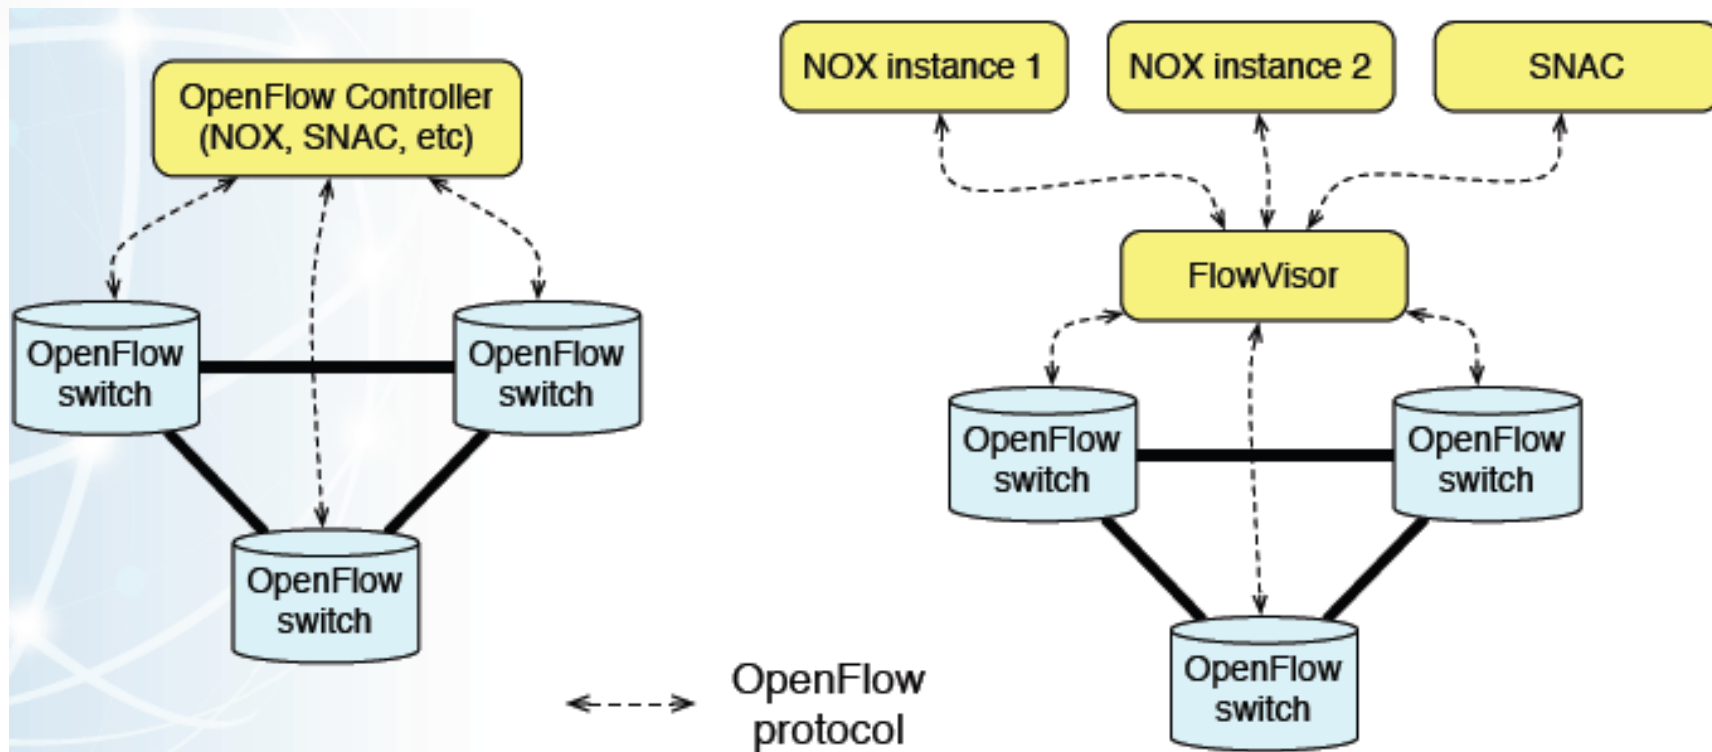 OpenFlow Controller
(NOX, SNAC, etc)
OpenFlow
switch
OpenFlow
switch
OpenFlow
switch
NOX instance 1
NOX instance 2
SNAC
FlowVisor
OpenFlow
switch
OpenFlow
switch
OpenFlow
switch
OpenFlow
protocol